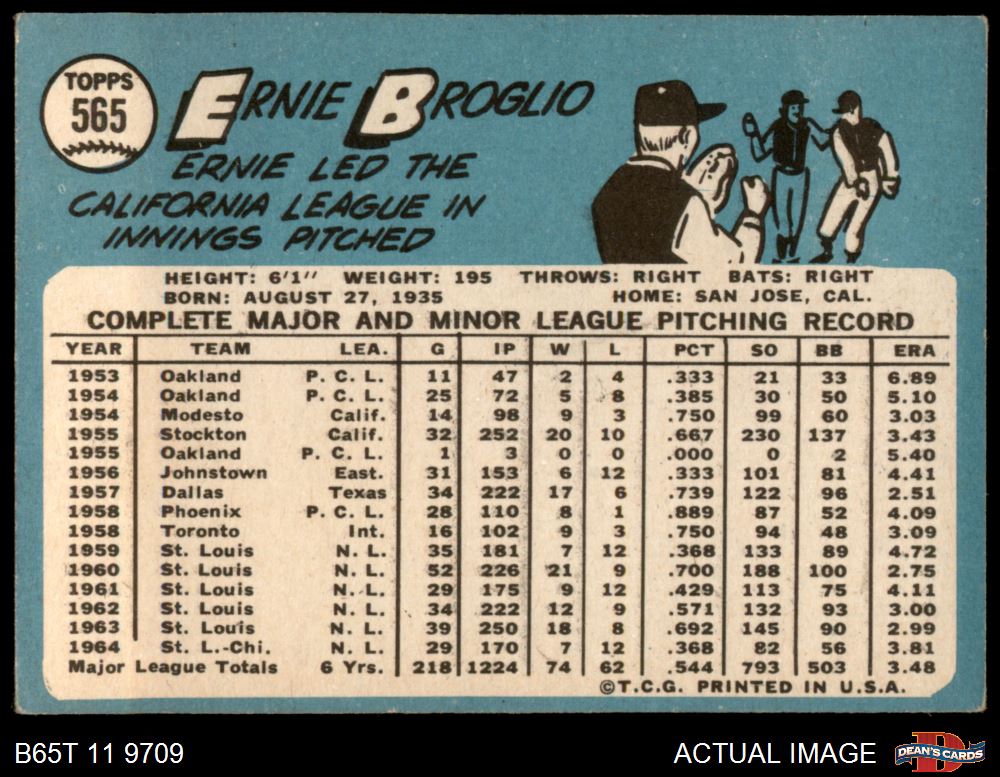 TOPPS
565
ERNIE BROGLIO
ERNIE LED THE
CALIFORNIA LEAGUE IN
INNINGS PITCHED
HEIGHT: 6'1" WEIGHT: 195 THROWS: RIGHT BATS: RIGHT
BORN: AUGUST 27, 1935 HOME: SAN JOSE, CAL.
COMPLETE MAJOR AND MINOR LEAGUE PITCHING RECORD
YEAR TEAM LEA. G IP W L PCT SO BB ERA
1953 Oakland P. C. L. 11 47 2 4 .333 21 33 6.89
1954 Oakland P. C. L. 25 72 5 8 .385 30 50 5.10
1954 Modesto Calif. 14 98 9 3 .750 99 60 3.03
1955 Stockton Calif. 32 252 20 10 .667 230 137 3.43
1955 Oakland P. C. L. 1 3 0 0 .000 0 2 5.40
1956 Johnstown East. 31 153 6 12 .333 101 81 4.41
1957 Dallas Texas 34 222 17 6 .739 122 96 2.51
1958 Phoenix P. C. L. 28 110 8 1 .889 87 52 4.09
1958 Toronto Int. 16 102 9 3 .750 94 48 3.09
1959 St. Louis N. L. 35 181 7 12 .368 133 89 4.72
1960 St. Louis N. L. 52 226 21 9 .700 188 100 2.75
1961 St. Louis N. L. 29 175 9 12 .429 113 75 4.11
1962 St. Louis N. L. 34 222 12 9 .571 132 93 3.00
1963 St. Louis N. L. 39 250 18 8 .692 145 90 2.99
1964 St. L.-Chi. N. L. 29 170 7 12 .368 82 56 3.81
Major League Totals 6 Yrs. 218 1224 74 62 .544 793 503 3.48
©T.C.G. PRINTED IN U.S.A.
B65T 11 9709 ACTUAL IMAGE
D
DEAN'S CARDS